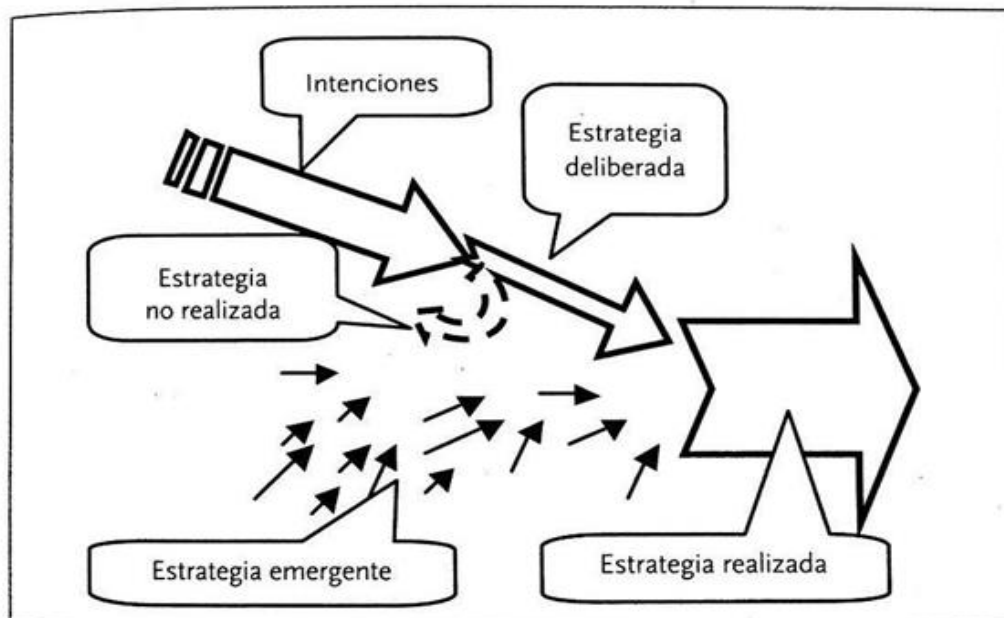 Intenciones
Estrategia
deliberada
Estrategia
no realizada
Estrategia emergente
Estrategia realizada